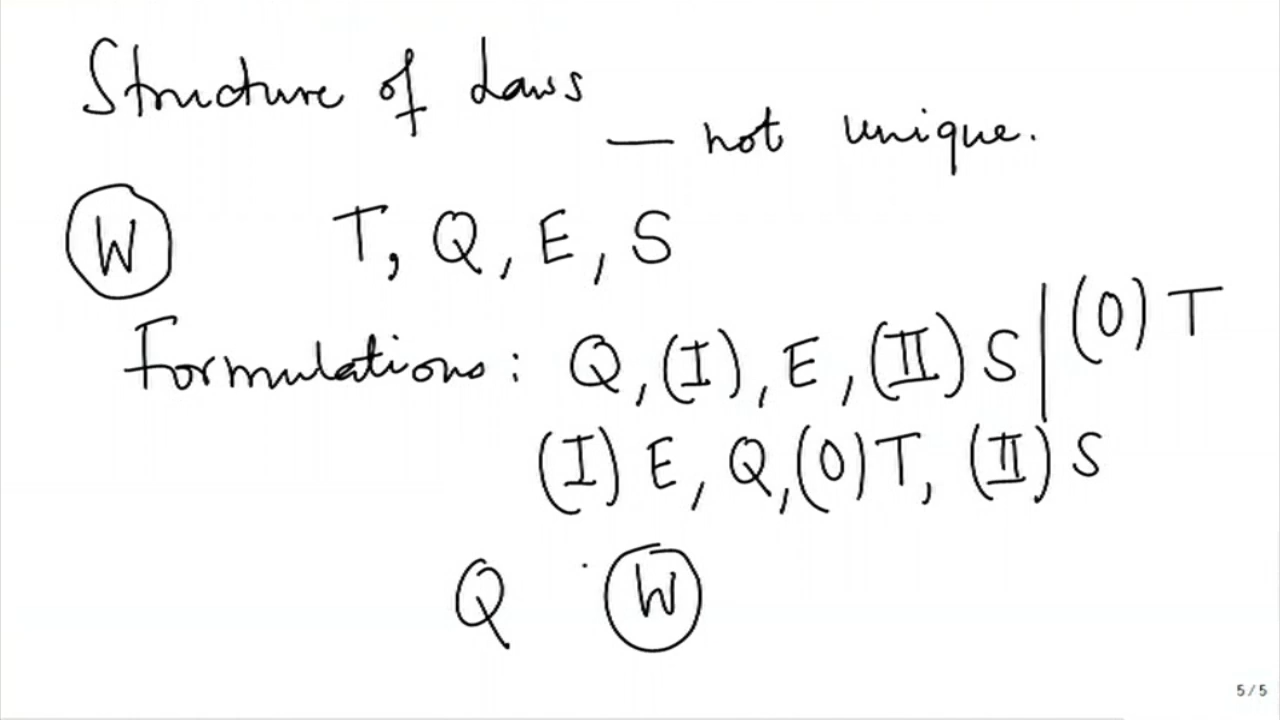 Structure of Laws
— not unique.
W T, Q, E, S
Formulations: Q, (I), E, (II) S | (0) T
(I) E, Q, (0) T, (II) S
Q W
5/5